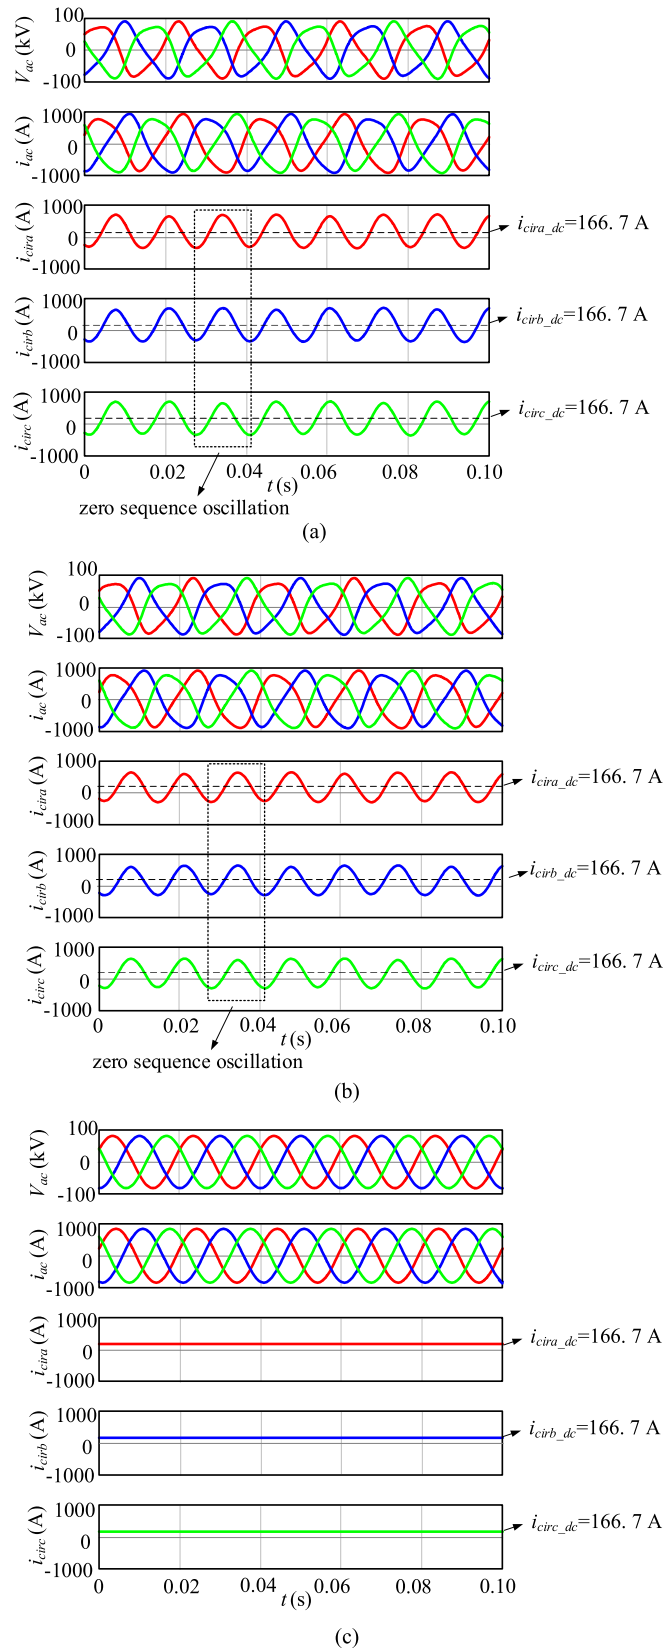 100
0
-100
V_ac (kV)
1000
0
-1000
i_ac (A)
1000
0
-1000
i_cira (A)
i_cira_dc=166. 7 A
1000
0
-1000
i_cirb (A)
i_cirb_dc=166. 7 A
1000
0
-1000
i_circ (A)
i_circ_dc=166. 7 A
0 0.02 0.04 0.06 0.08 0.10
t (s)
zero sequence oscillation
(a)
100
0
-100
V_ac (kV)
1000
0
-1000
i_ac (A)
1000
0
-1000
i_cira (A)
i_cira_dc=166. 7 A
1000
0
-1000
i_cirb (A)
i_cirb_dc=166. 7 A
1000
0
-1000
i_circ (A)
i_circ_dc=166. 7 A
0 0.02 0.04 0.06 0.08 0.10
t (s)
zero sequence oscillation
(b)
100
0
-100
V_ac (kV)
1000
0
-1000
i_ac (A)
1000
0
-1000
i_cira (A)
i_cira_dc=166. 7 A
1000
0
-1000
i_cirb (A)
i_cirb_dc=166. 7 A
1000
0
-1000
i_circ (A)
i_circ_dc=166. 7 A
0 0.02 0.04 0.06 0.08 0.10
t (s)
(c)